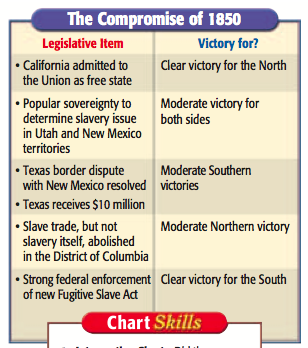 The Compromise of 1850
Legislative Item
Victory for?
• California admitted to
the Union as free state
Clear victory for the North
• Popular sovereignty to
determine slavery issue
in Utah and New Mexico
territories
Moderate victory for
both sides
• Texas border dispute
with New Mexico resolved
• Texas receives $10 million
Moderate Southern
victories
• Slave trade, but not
slavery itself, abolished
in the District of Columbia
Moderate Northern victory
• Strong federal enforcement
of new Fugitive Slave Act
Clear victory for the South
Chart Skills